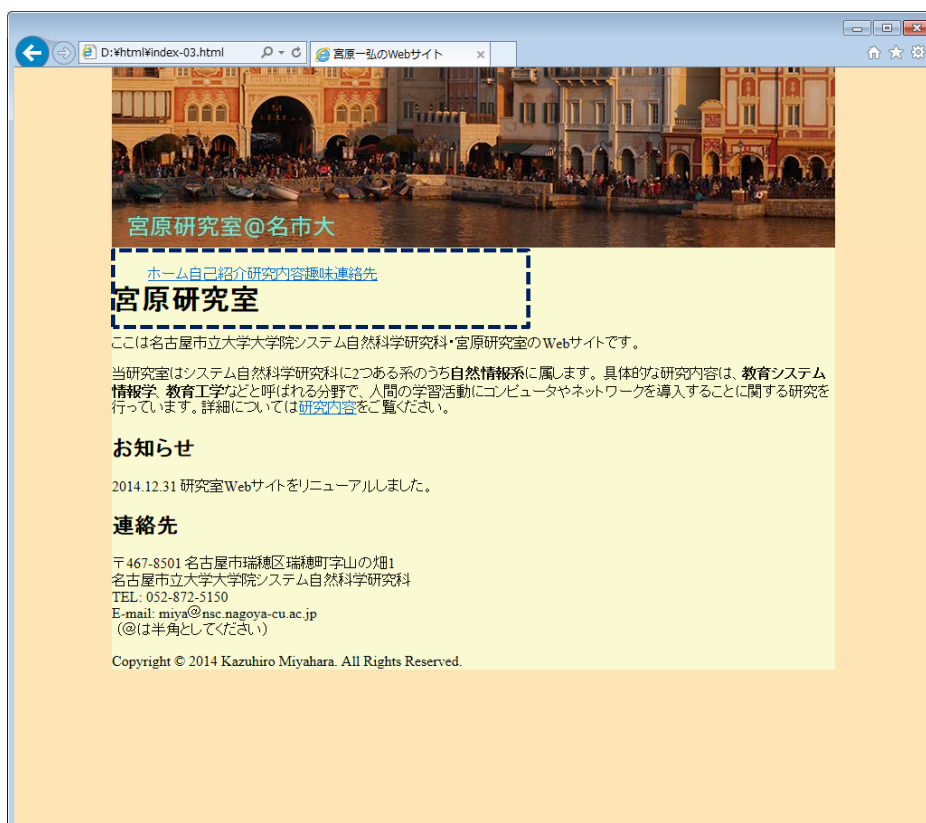 D:¥html¥index-03.html
宮原一弘のWebサイト
宮原研究室@名市大
ホーム自己紹介研究内容趣味連絡先
宮原研究室
ここは名古屋市立大学大学院システム自然科学研究科・宮原研究室のWebサイトです。
当研究室はシステム自然科学研究科に2つある系のうち自然情報系に属します。具体的な研究内容は、教育システム
情報学、教育工学などと呼ばれる分野で、人間の学習活動にコンピュータやネットワークを導入することに関する研究を
行っています。詳細については研究内容をご覧ください。
お知らせ
2014.12.31 研究室Webサイトをリニューアルしました。
連絡先
〒467-8501 名古屋市瑞穂区瑞穂町字山の畑1
名古屋市立大学大学院システム自然科学研究科
TEL: 052-872-5150
E-mail: miya＠nsc.nagoya-cu.ac.jp
（＠は半角としてください）
Copyright © 2014 Kazuhiro Miyahara. All Rights Reserved.